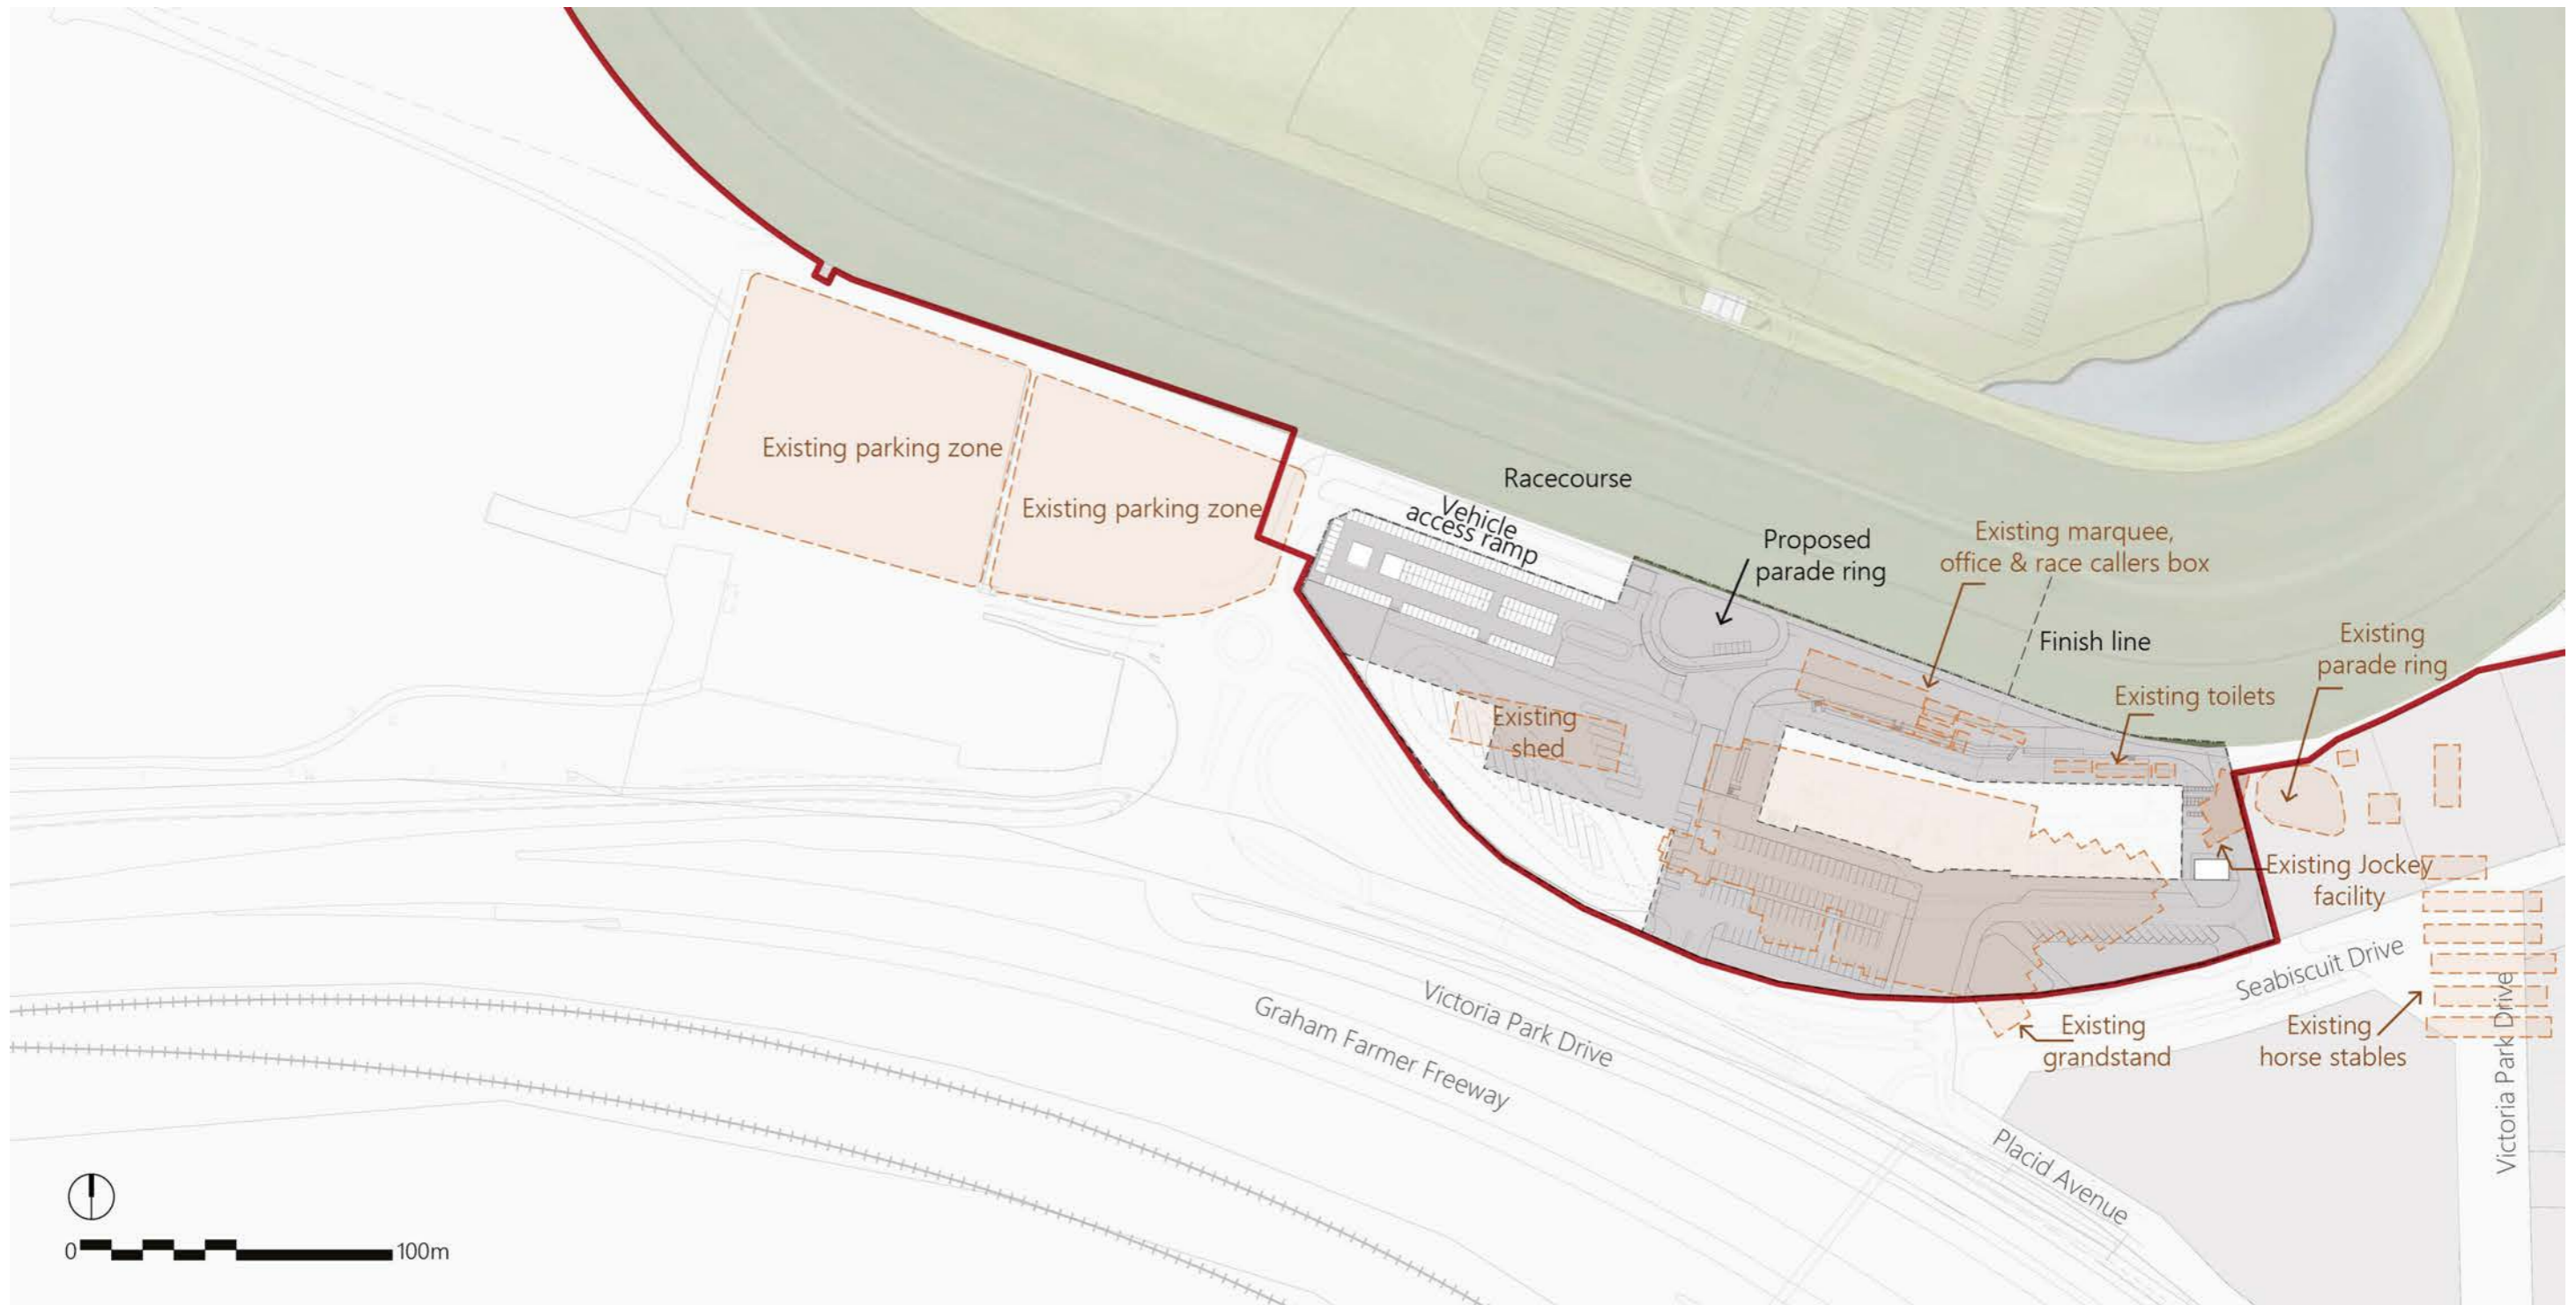 Existing parking zone
Existing parking zone
Racecourse
Vehicle
access ramp
Proposed
parade ring
Existing marquee,
office & race callers box
Finish line
Existing
parade ring
Existing toilets
Existing
shed
Existing Jockey
facility
Seabiscuit Drive
Existing
grandstand
Existing
horse stables
Victoria Park Drive
Victoria Park Drive
Graham Farmer Freeway
Placid Avenue
0
100m